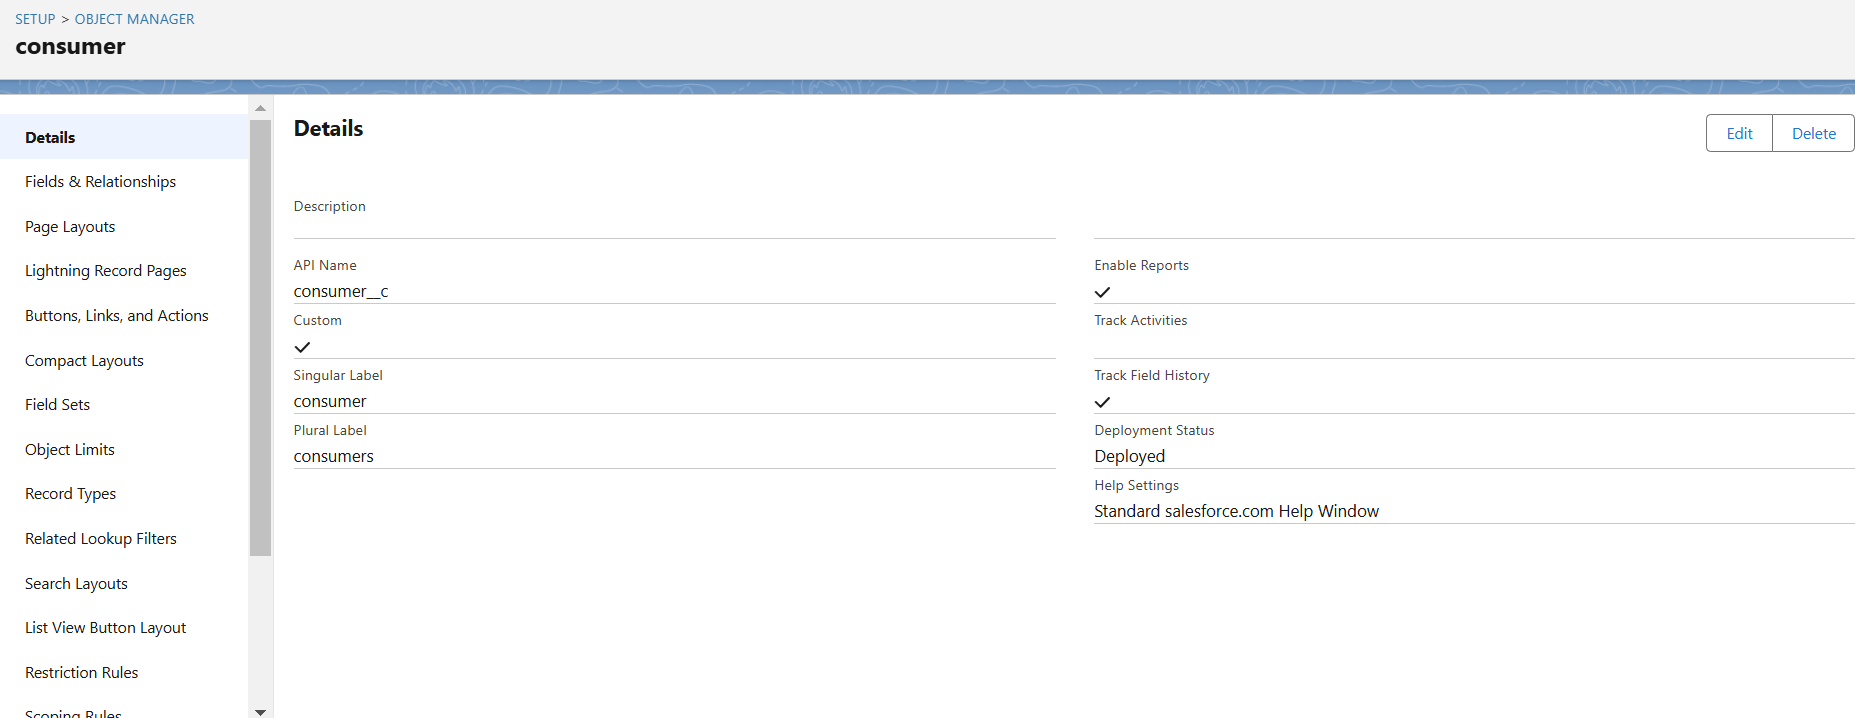 SETUP > OBJECT MANAGER
consumer
Details
Fields & Relationships
Page Layouts
Lightning Record Pages
Buttons, Links, and Actions
Compact Layouts
Field Sets
Object Limits
Record Types
Related Lookup Filters
Search Layouts
List View Button Layout
Restriction Rules
Scoping Rules
Details
Edit
Delete
Description
API Name
consumer__c
Custom
Singular Label
consumer
Plural Label
consumers
Enable Reports
Track Activities
Track Field History
Deployment Status
Deployed
Help Settings
Standard salesforce.com Help Window